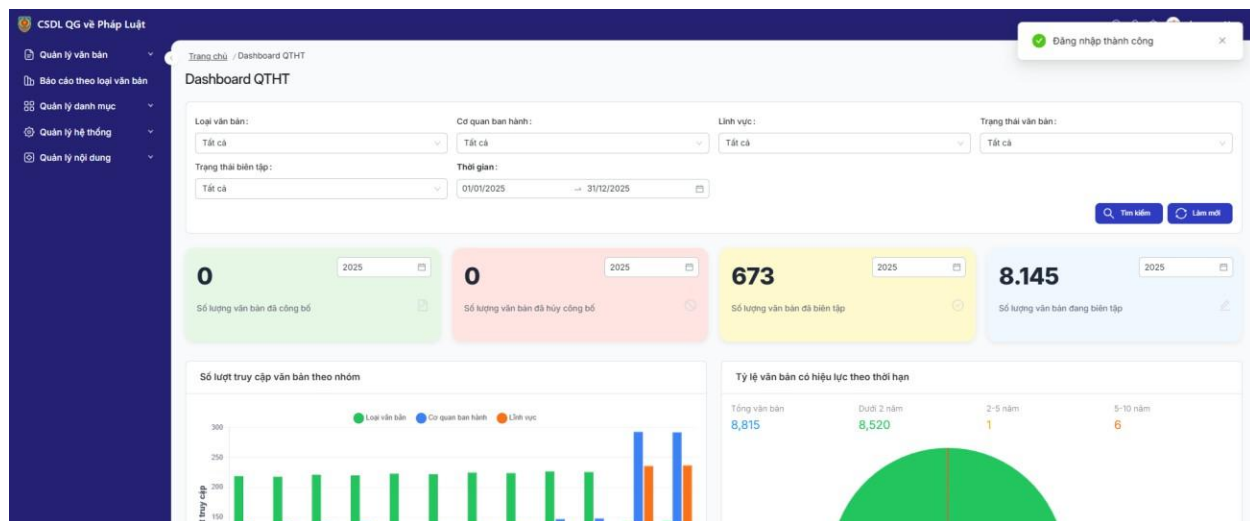 CSDL QG về Pháp Luật
Đăng nhập thành công
Quản lý văn bản
Báo cáo theo loại văn bản
Quản lý danh mục
Quản lý hệ thống
Quản lý nội dung
Trang chủ / Dashboard QTHT
Dashboard QTHT
Loại văn bản: Cơ quan ban hành: Lĩnh vực: Trạng thái văn bản:
Tất cả Tất cả Tất cả Tất cả
Trạng thái biên tập: Thời gian:
Tất cả 01/01/2025 → 31/12/2025
Tìm kiếm Làm mới
0 2025 0 2025 673 2025 8.145 2025
Số lượng văn bản đã công bố Số lượng văn bản đã hủy công bố Số lượng văn bản đã biên tập Số lượng văn bản đang biên tập
Số lượt truy cập văn bản theo nhóm
Loại văn bản Cơ quan ban hành Lĩnh vực
300
250
200
150
truy cập
Tỷ lệ văn bản có hiệu lực theo thời hạn
Tổng văn bản Dưới 2 năm 2-5 năm 5-10 năm
8,815 8,520 1 6